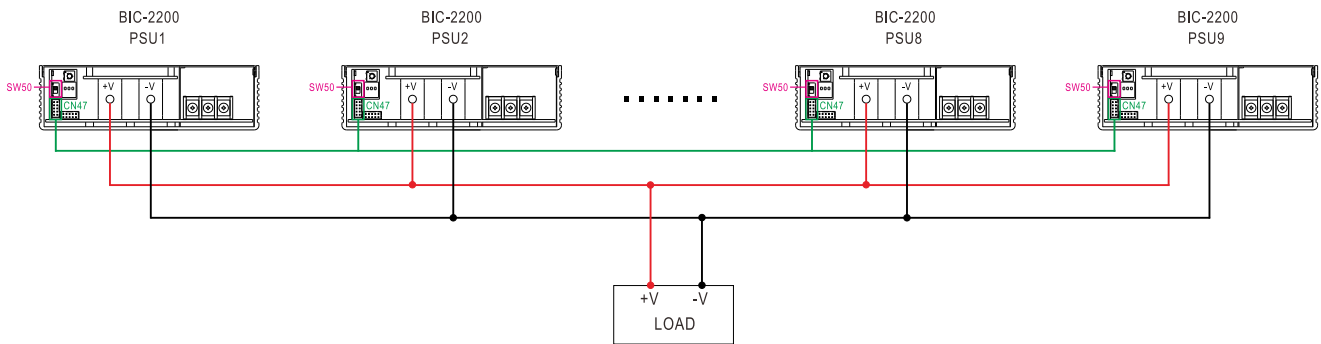 BIC-2200 BIC-2200 BIC-2200 BIC-2200
PSU1 PSU2 PSU8 PSU9
SW50 +V -V SW50 +V -V SW50 +V -V SW50 +V -V
CN47 CN47 CN47 CN47
+V -V
LOAD